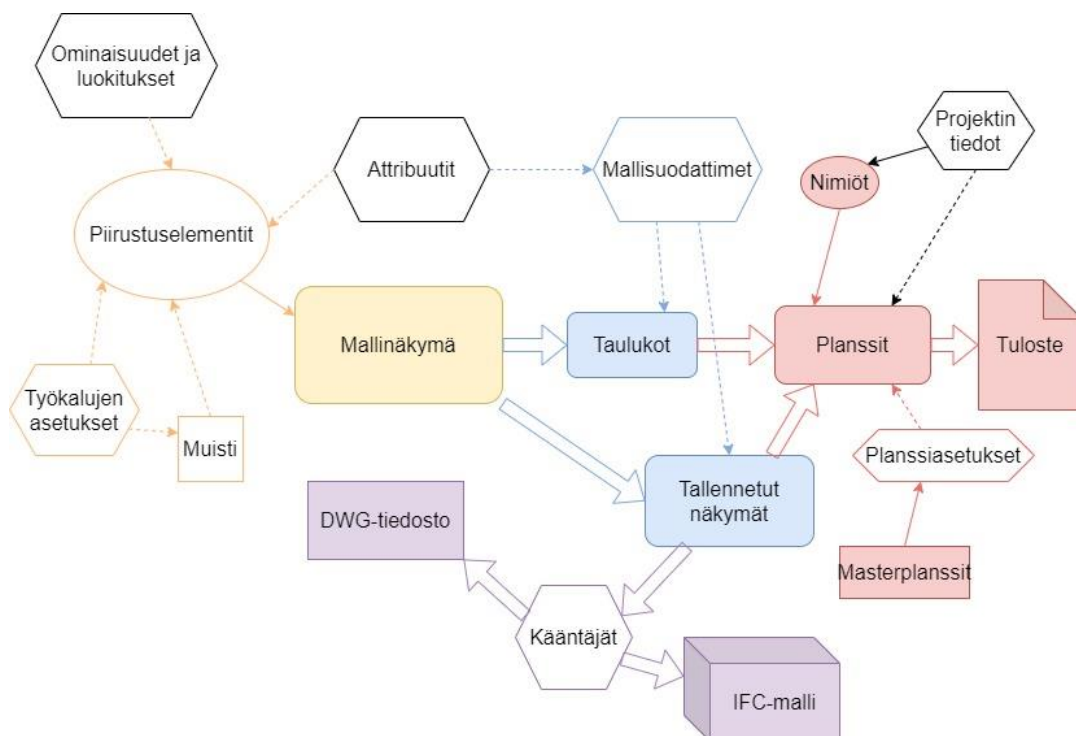 Ominaisuudet ja
luokitukset
Projektin
tiedot
Attribuutit
Mallisuodattimet
Nimiöt
Piirustuselementit
Mallinäkymä
Taulukot
Planssit
Tuloste
Työkalujen
asetukset
Muisti
Planssiasetukset
Tallennetut
näkymät
DWG-tiedosto
Masterplanssit
Kääntäjät
IFC-malli